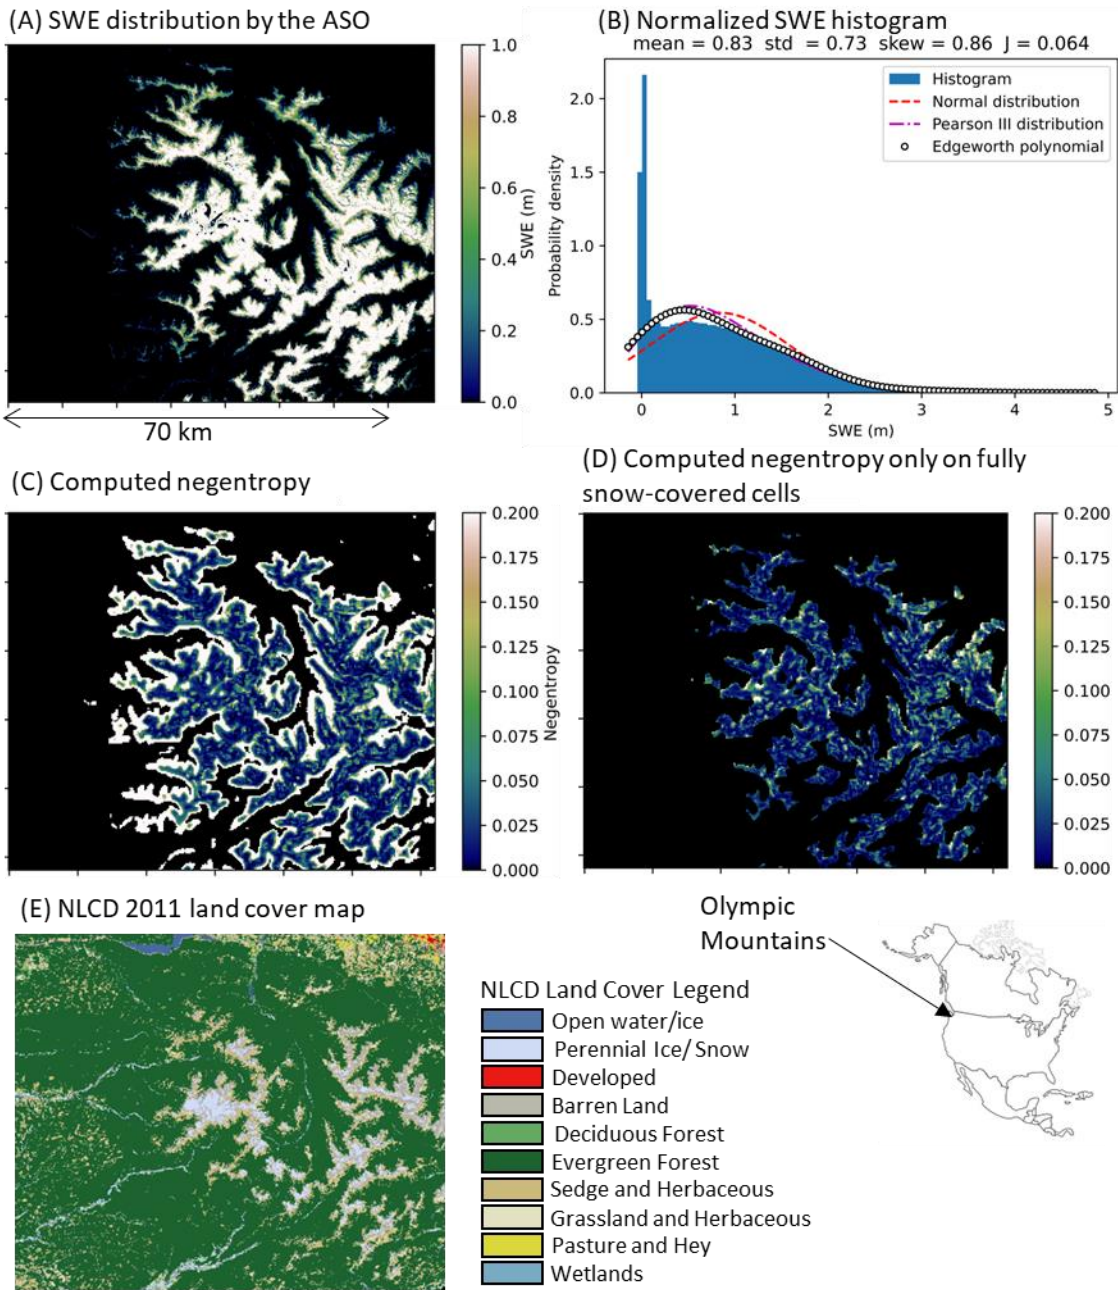 (A) SWE distribution by the ASO
1.0
0.8
0.6
0.4
0.2
0.0
SWE (m)
70 km
(B) Normalized SWE histogram
mean = 0.83 std = 0.73 skew = 0.86 J = 0.064
Histogram
Normal distribution
Pearson III distribution
Edgeworth polynomial
Probability density
2.0
1.5
1.0
0.5
0.0
0 1 2 3 4 5
SWE (m)
(C) Computed negentropy
0.200
0.175
0.150
0.125
0.100
0.075
0.050
0.025
0.000
Negentropy
(D) Computed negentropy only on fully
snow-covered cells
0.200
0.175
0.150
0.125
0.100
0.075
0.050
0.025
0.000
(E) NLCD 2011 land cover map
NLCD Land Cover Legend
Open water/ice
Perennial Ice/ Snow
Developed
Barren Land
Deciduous Forest
Evergreen Forest
Sedge and Herbaceous
Grassland and Herbaceous
Pasture and Hey
Wetlands
Olympic
Mountains